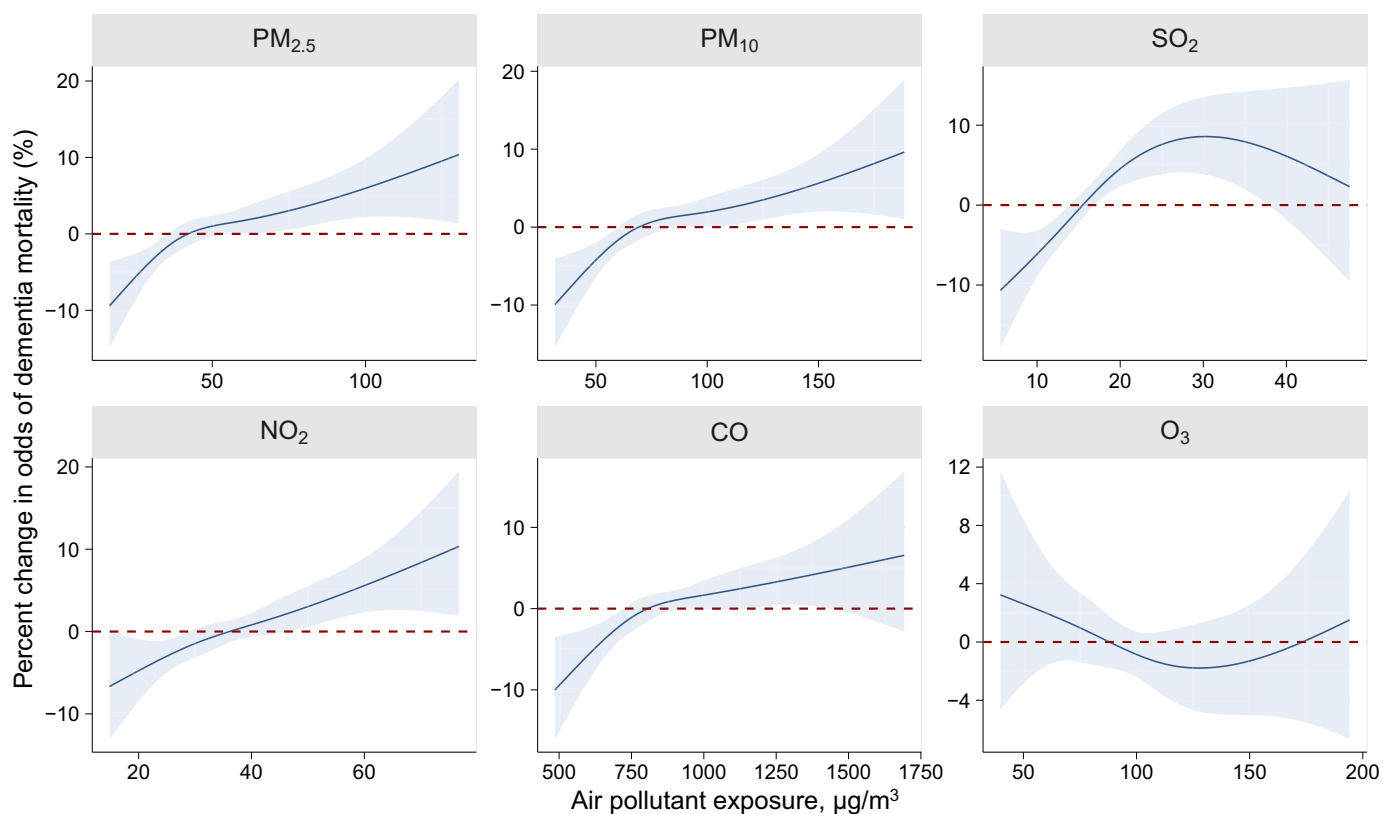 PM2.5 PM10 SO2
Percent change in odds of dementia mortality (%)
20
10
0
−10
50 100
20
10
0
−10
50 100 150
10
0
−10
10 20 30 40
NO2 CO O3
20
10
0
−10
20 40 60
10
0
−10
500 750 1000 1250 1500 1750
12
8
4
0
−4
50 100 150 200
Air pollutant exposure, μg/m³